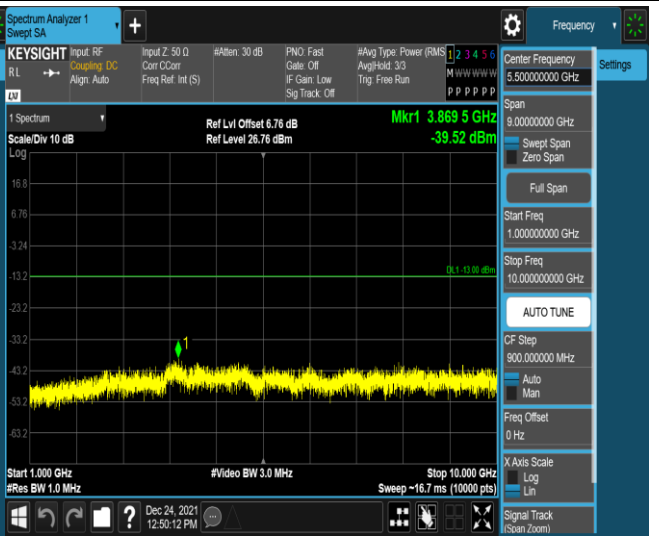 Spectrum Analyzer 1
Swept SA
+
Frequency
KEYSIGHT
Input: RF
Coupling: DC
Align: Auto
Input Z: 50 Ω
Corr CCorr
Freq Ref: Int (S)
#Atten: 30 dB
PNO: Fast
Gate: Off
IF Gain: Low
Sig Track: Off
#Avg Type: Power (RMS
Avg|Hold: 3/3
Trig: Free Run
1 2 3 4 5 6
M W W W W W
P P P P P P
R L
LXI
1 Spectrum
Scale/Div 10 dB
Log
Ref Lvl Offset 6.76 dB
Ref Level 26.76 dBm
Mkr1 3.869 5 GHz
-39.52 dBm
16.8
6.76
-3.24
-13.2
DL1 -13.00 dBm
-23.2
-33.2
1
-43.2
-53.2
-63.2
Start 1.000 GHz
#Res BW 1.0 MHz
#Video BW 3.0 MHz
Stop 10.000 GHz
Sweep ~16.7 ms (10000 pts)
?
Dec 24, 2021
12:50:12 PM
Center Frequency
5.500000000 GHz
Settings
Span
9.00000000 GHz
Swept Span
Zero Span
Full Span
Start Freq
1.000000000 GHz
Stop Freq
10.000000000 GHz
AUTO TUNE
CF Step
900.000000 MHz
Auto
Man
Freq Offset
0 Hz
X Axis Scale
Log
Lin
Signal Track
(Span Zoom)